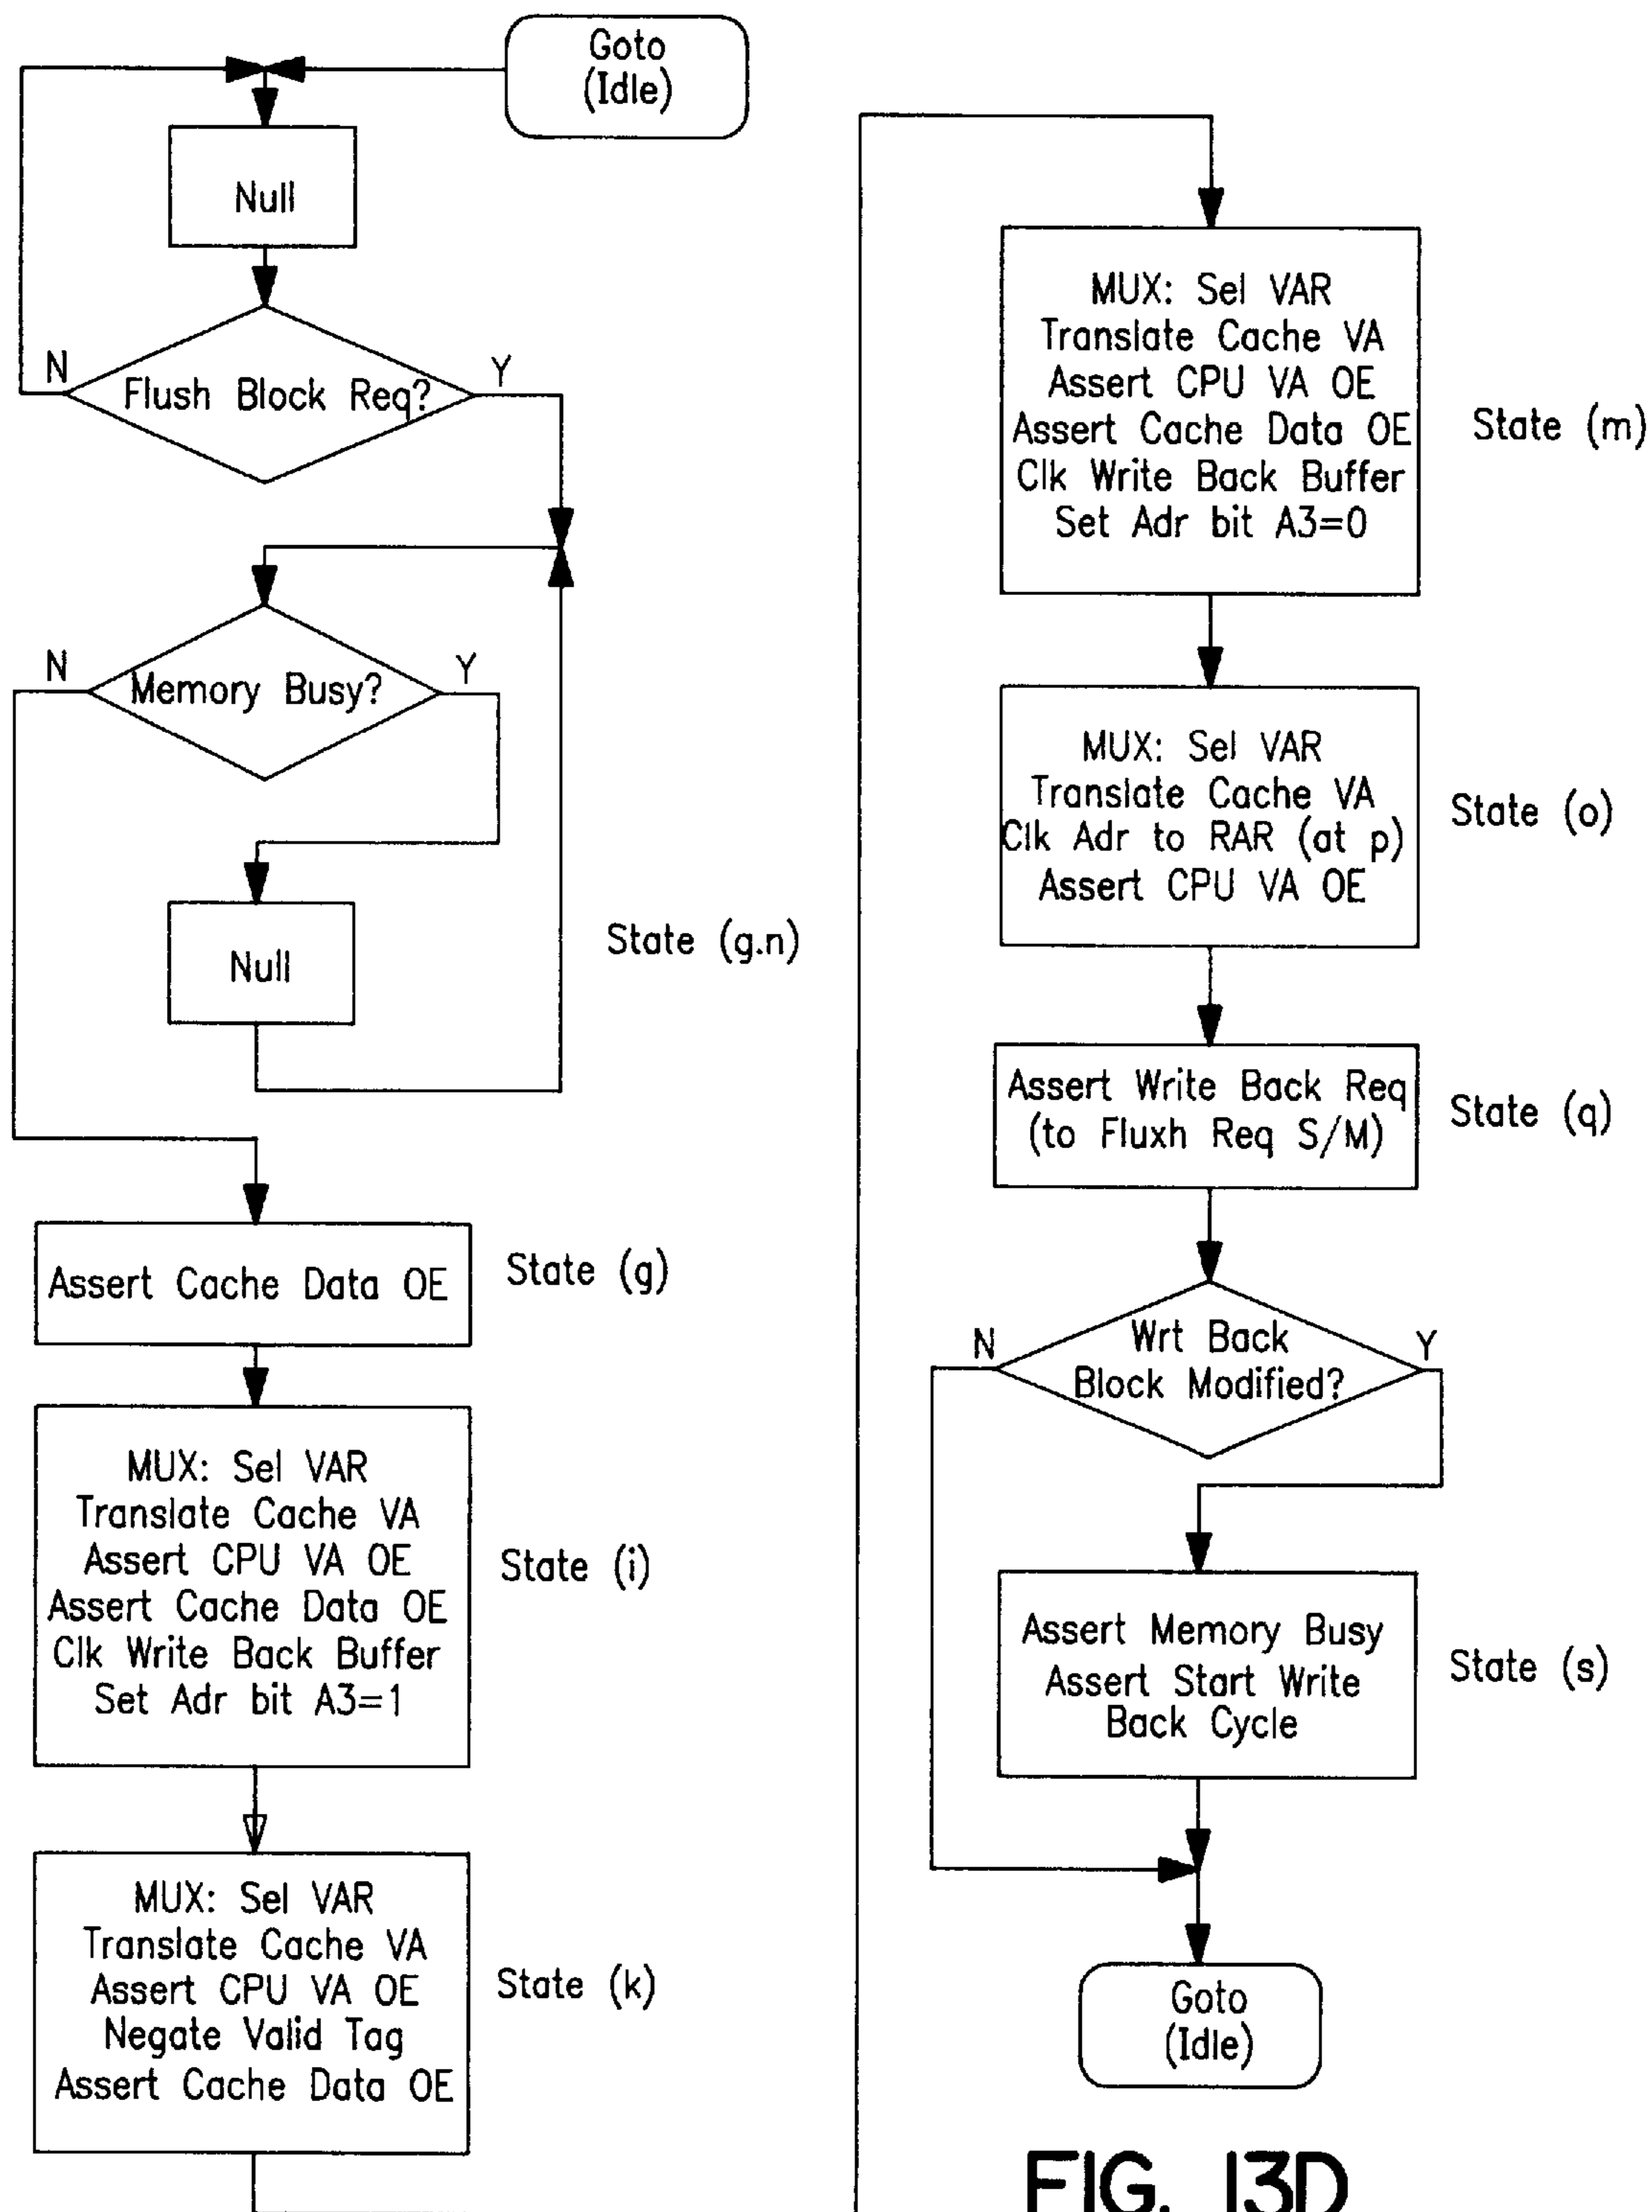 Goto
(Idle)
Null
N
Flush Block Req?
Y
N
Memory Busy?
Y
Null
State (g.n)
Assert Cache Data OE
State (g)
MUX: Sel VAR
Translate Cache VA
Assert CPU VA OE
Assert Cache Data OE
Clk Write Back Buffer
Set Adr bit A3=1
State (i)
MUX: Sel VAR
Translate Cache VA
Assert CPU VA OE
Negate Valid Tag
Assert Cache Data OE
State (k)
MUX: Sel VAR
Translate Cache VA
Assert CPU VA OE
Assert Cache Data OE
Clk Write Back Buffer
Set Adr bit A3=0
State (m)
MUX: Sel VAR
Translate Cache VA
Clk Adr to RAR (at p)
Assert CPU VA OE
State (o)
Assert Write Back Req
(to Fluxh Req S/M)
State (q)
N
Wrt Back
Block Modified?
Y
Assert Memory Busy
Assert Start Write
Back Cycle
State (s)
Goto
(Idle)
FIG. 13D